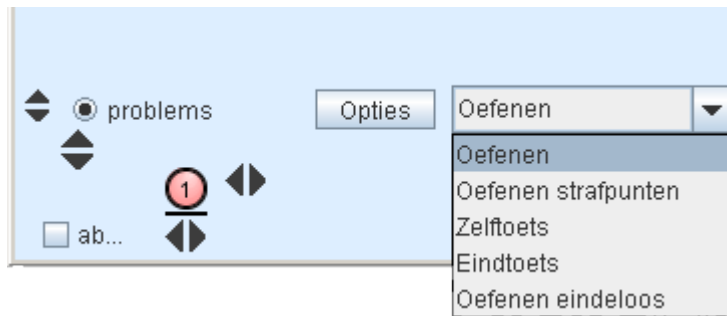 problems
Opties
Oefenen
Oefenen
Oefenen strafpunten
1
Zelftoets
ab...
Eindtoets
Oefenen eindeloos